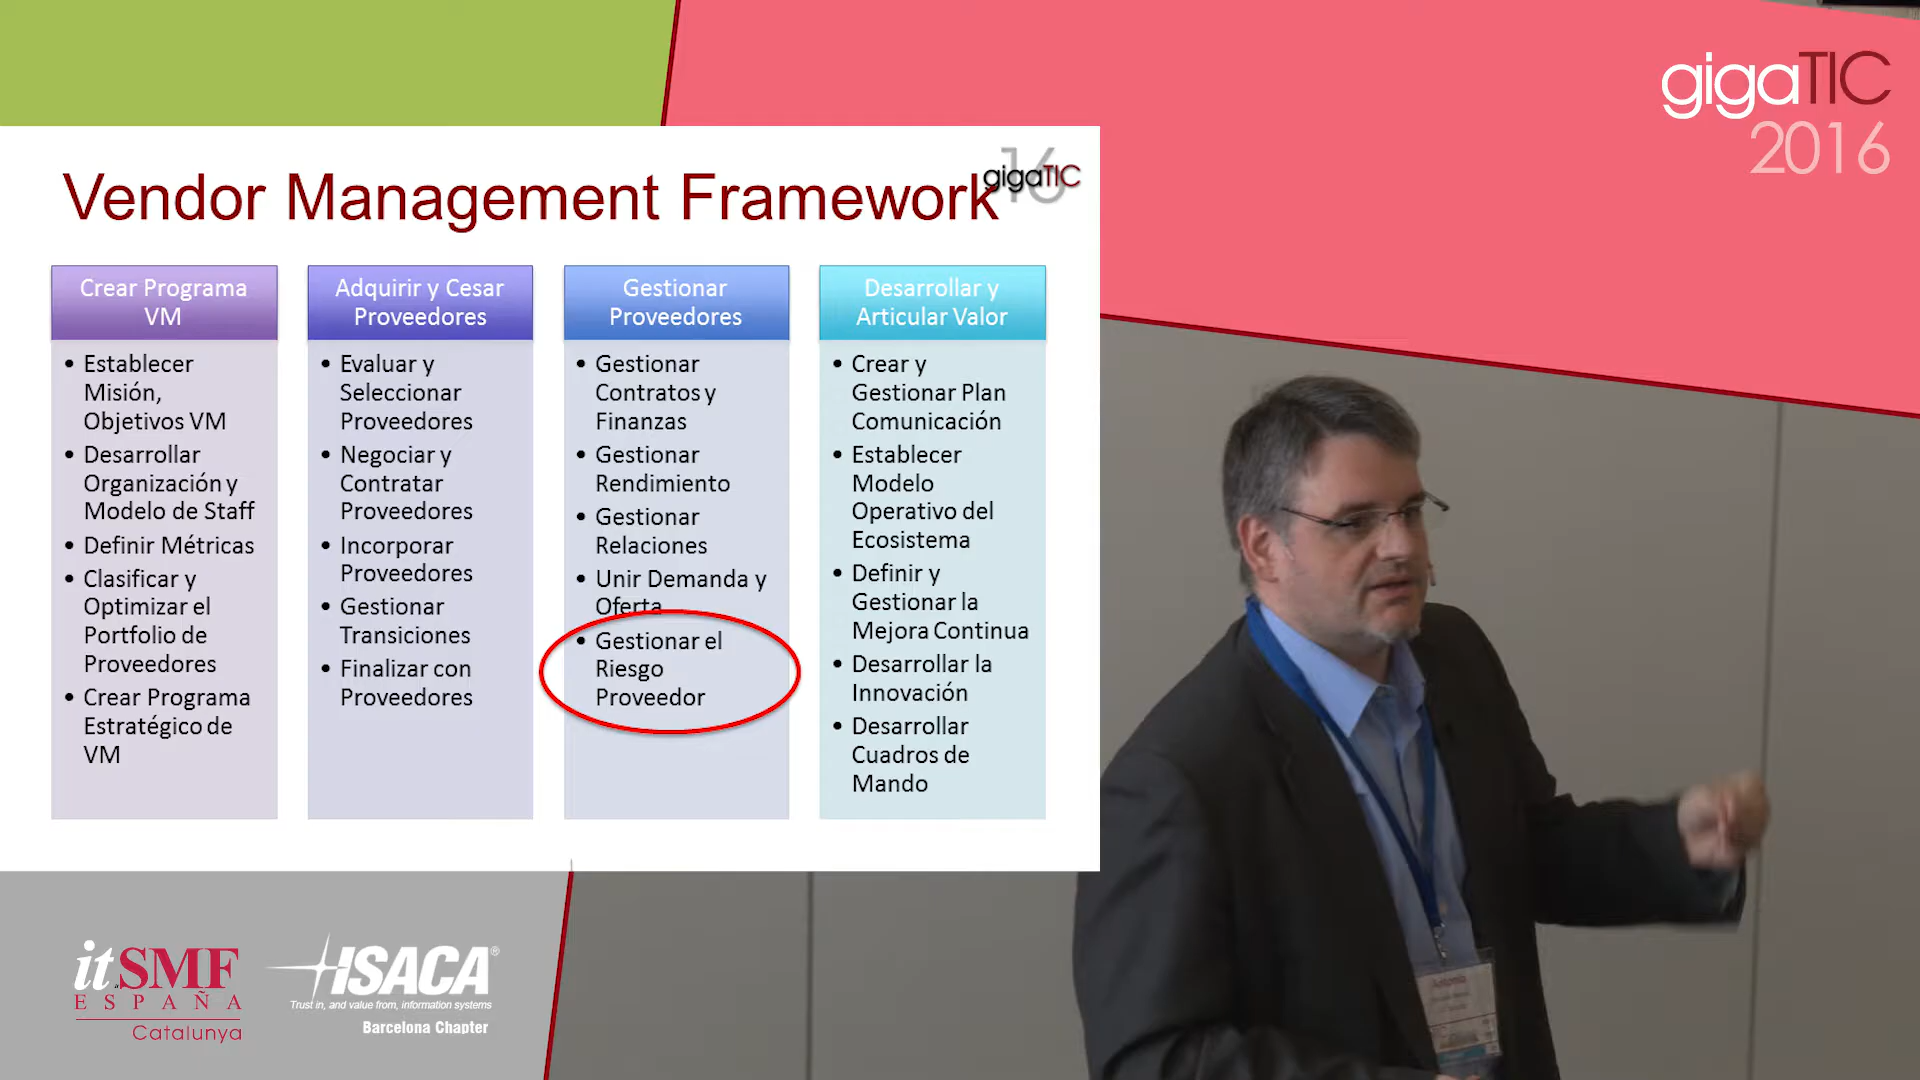 gigaTIC
2016
Vendor Management Framework
16
gigaTIC
Crear Programa
VM
• Establecer
Misión,
Objetivos VM
• Desarrollar
Organización y
Modelo de Staff
• Definir Métricas
• Clasificar y
Optimizar el
Portfolio de
Proveedores
• Crear Programa
Estratégico de
VM
Adquirir y Cesar
Proveedores
• Evaluar y
Seleccionar
Proveedores
• Negociar y
Contratar
Proveedores
• Incorporar
Proveedores
• Gestionar
Transiciones
• Finalizar con
Proveedores
Gestionar
Proveedores
• Gestionar
Contratos y
Finanzas
• Gestionar
Rendimiento
• Gestionar
Relaciones
• Unir Demanda y
Oferta
• Gestionar el
Riesgo
Proveedor
Desarrollar y
Articular Valor
• Crear y
Gestionar Plan
Comunicación
• Establecer
Modelo
Operativo del
Ecosistema
• Definir y
Gestionar la
Mejora Continua
• Desarrollar la
Innovación
• Desarrollar
Cuadros de
Mando
itSMF
ESPAÑA
Catalunya
ISACA®
Trust in, and value from, information systems
Barcelona Chapter
Antonio